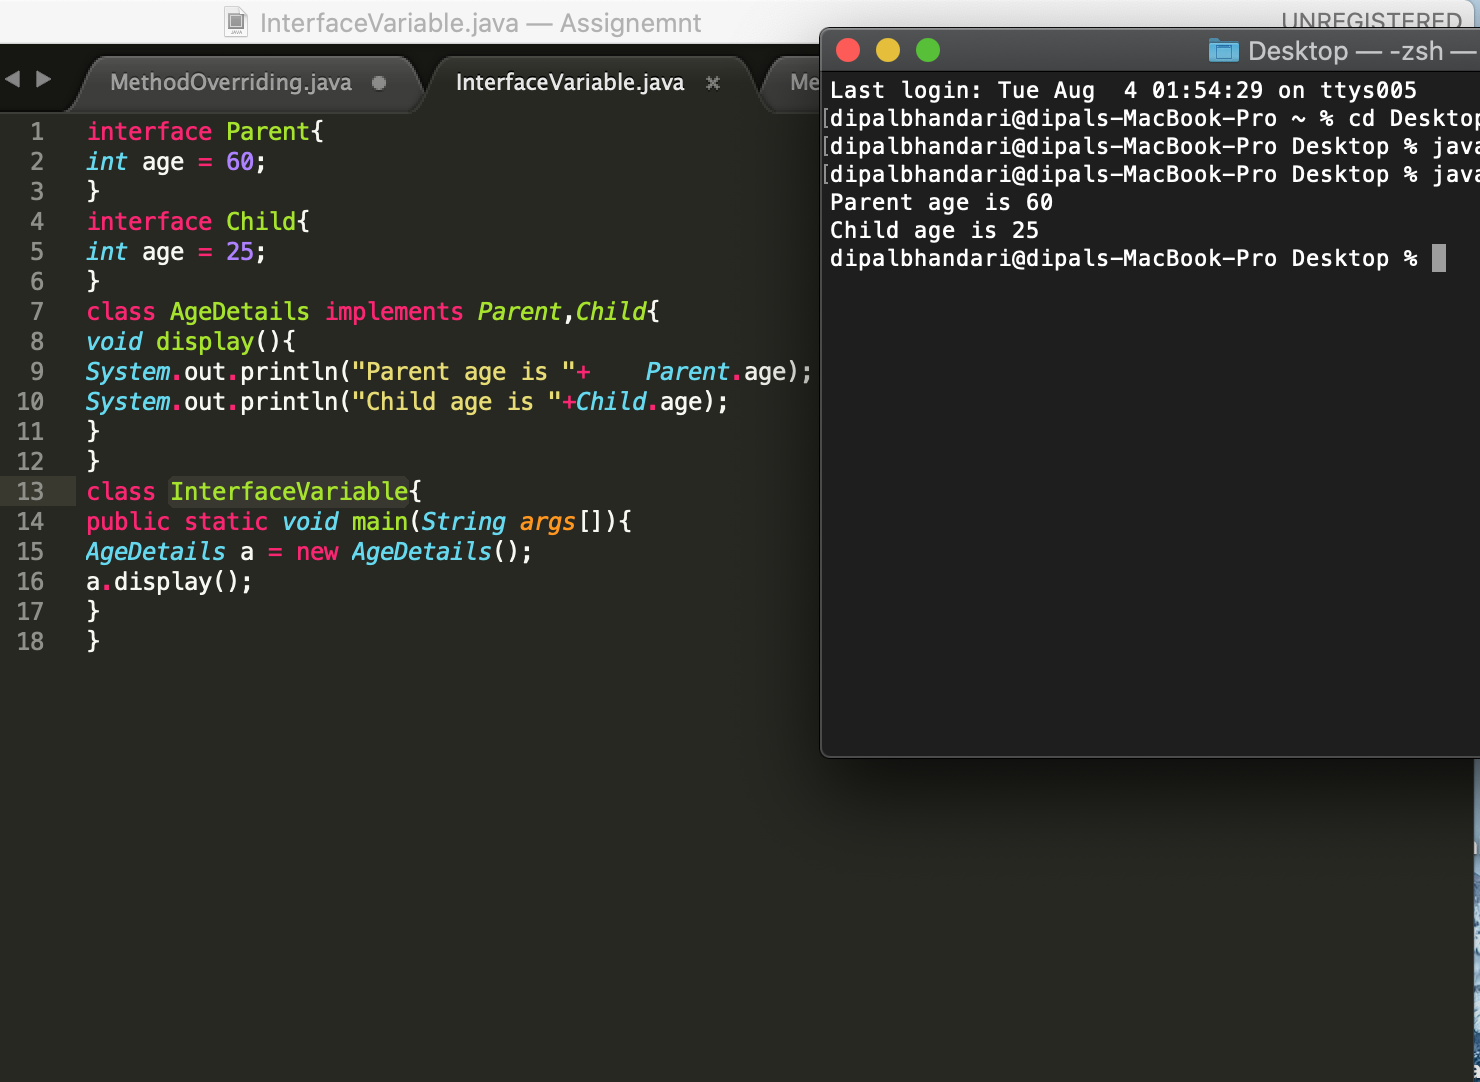 InterfaceVariable.java — Assignemnt
UNREGISTERED
MethodOverriding.java
InterfaceVariable.java
1 interface Parent{
2 int age = 60;
3 }
4 interface Child{
5 int age = 25;
6 }
7 class AgeDetails implements Parent,Child{
8 void display(){
9 System.out.println("Parent age is "+    Parent.age);
10 System.out.println("Child age is "+Child.age);
11 }
12 }
13 class InterfaceVariable{
14 public static void main(String args[]){
15 AgeDetails a = new AgeDetails();
16 a.display();
17 }
18 }
Desktop — -zsh —
Last login: Tue Aug  4 01:54:29 on ttys005
[dipalbhandari@dipals-MacBook-Pro ~ % cd Desktop
[dipalbhandari@dipals-MacBook-Pro Desktop % java
[dipalbhandari@dipals-MacBook-Pro Desktop % java
Parent age is 60
Child age is 25
dipalbhandari@dipals-MacBook-Pro Desktop %